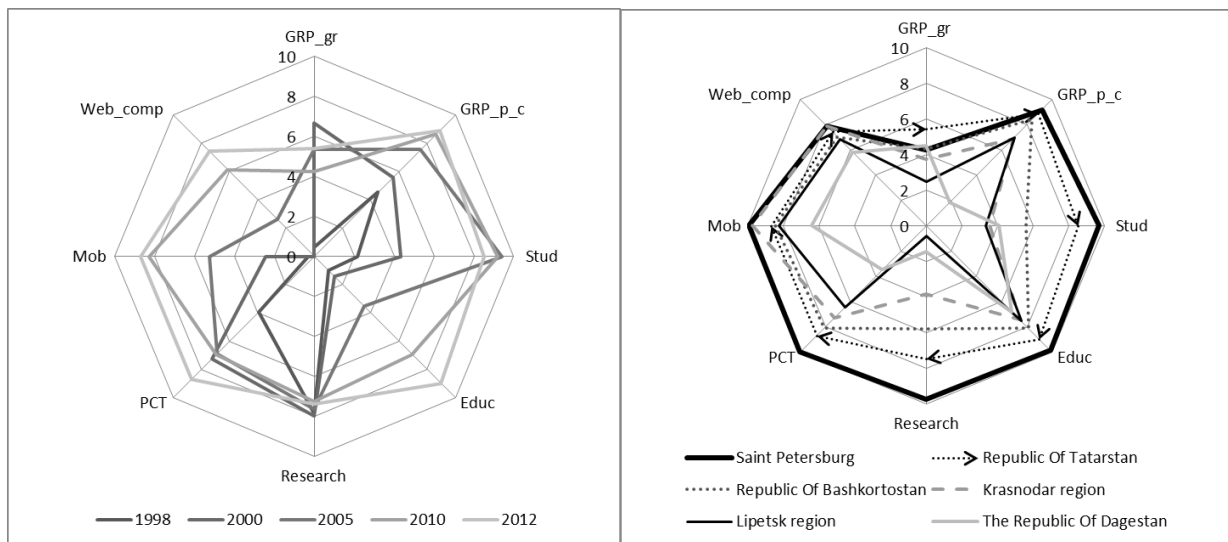 GRP_gr
10
GRP_p_c
8
Web_comp
6
4
2
Mob
0
Stud
PCT
Educ
Research
1998 2000 2005 2010 2012
GRP_gr
10
Web_comp
8
GRP_p_c
6
4
2
Mob
0
Stud
PCT
Educ
Research
Saint Petersburg Republic Of Tatarstan
Republic Of Bashkortostan Krasnodar region
Lipetsk region The Republic Of Dagestan